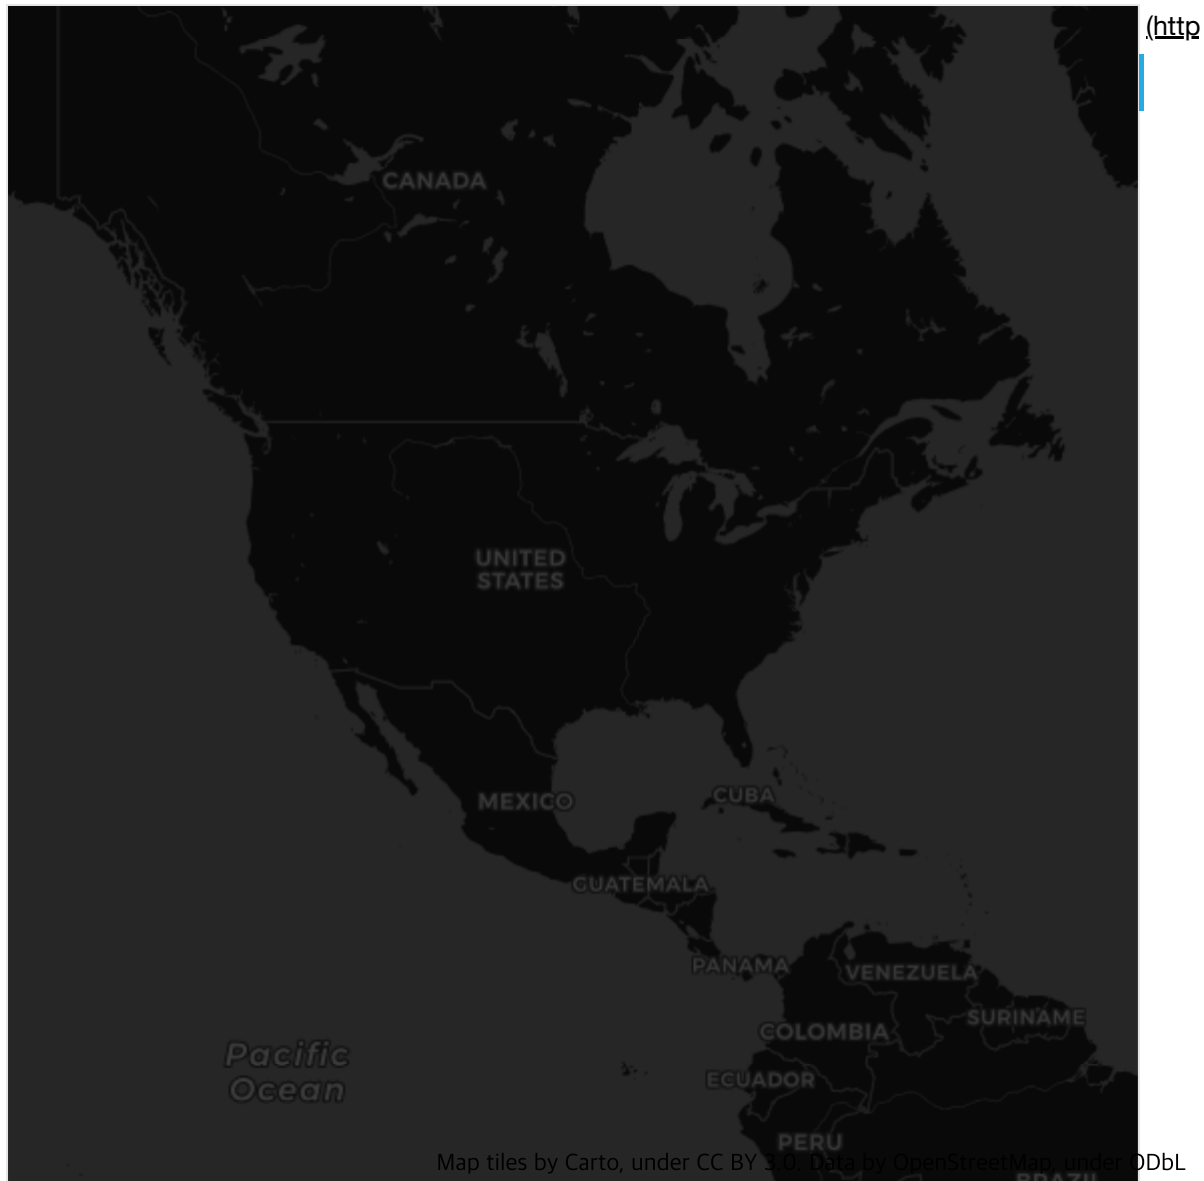 (http
CANADA
UNITED
STATES
MEXICO
CUBA
GUATEMALA
PANAMA
VENEZUELA
SURINAME
COLOMBIA
Pacific
Ocean
ECUADOR
PERU
Map tiles by Carto, under CC BY 3.0. Data by OpenStreetMap, under ODbL
BRAZIL